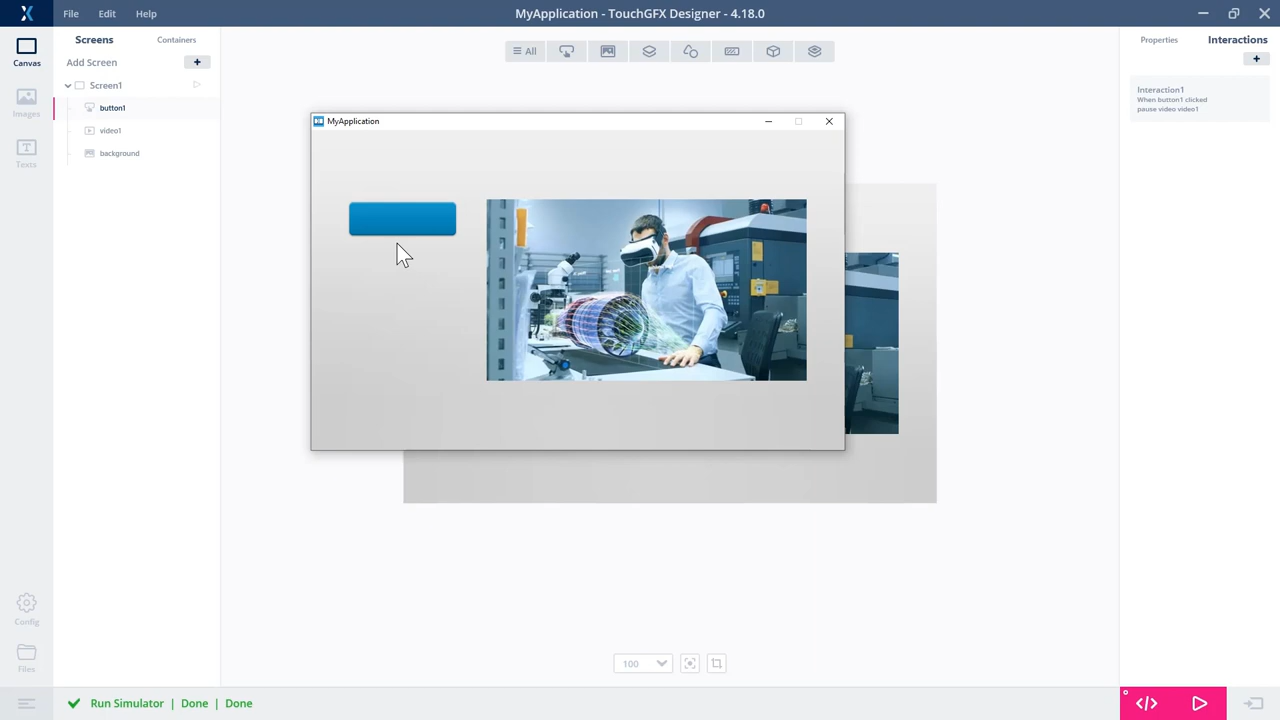 File Edit Help
MyApplication - TouchGFX Designer - 4.18.0
Canvas
Images
Texts
Config
Files
Screens Containers
Add Screen +
Screen1
button1
video1
background
All
MyApplication
100
Properties Interactions
+
Interaction1
When button1 clicked
pause video video1
Run Simulator | Done | Done